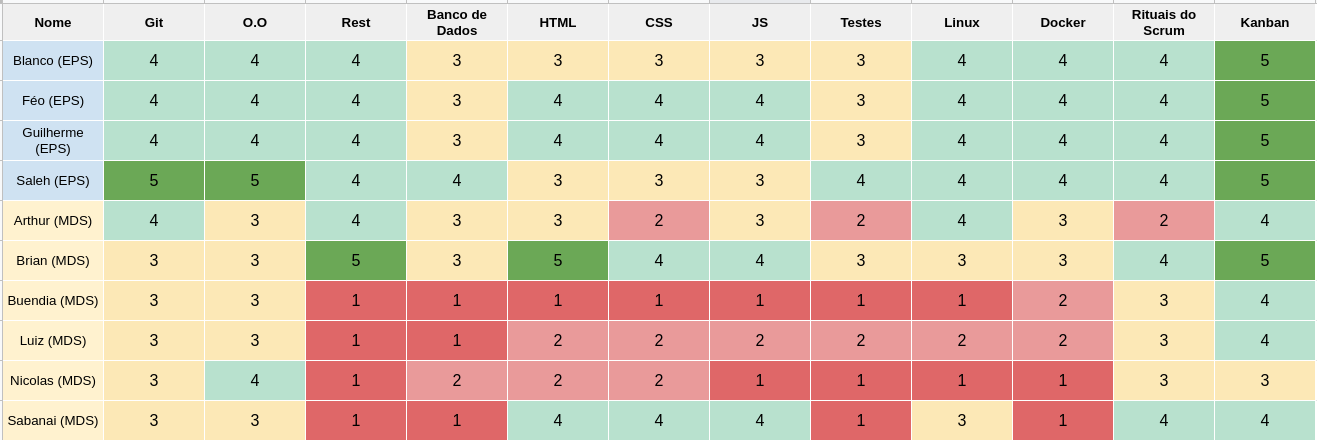 Nome Git O.O Rest Banco de Dados HTML CSS JS Testes Linux Docker Rituais do Scrum Kanban
Blanco (EPS) 4 4 4 3 3 3 3 3 4 4 4 5
Féo (EPS) 4 4 4 3 4 4 4 3 4 4 4 5
Guilherme (EPS) 4 4 4 3 4 4 4 3 4 4 4 5
Saleh (EPS) 5 5 4 4 3 3 3 4 4 4 4 5
Arthur (MDS) 4 3 4 3 3 2 3 2 4 3 2 4
Brian (MDS) 3 3 5 3 5 4 4 3 3 3 4 5
Buendia (MDS) 3 3 1 1 1 1 1 1 1 2 3 4
Luiz (MDS) 3 3 1 1 2 2 2 2 2 2 3 4
Nicolas (MDS) 3 4 1 2 2 2 1 1 1 1 3 3
Sabanai (MDS) 3 3 1 1 4 4 4 1 3 1 4 4